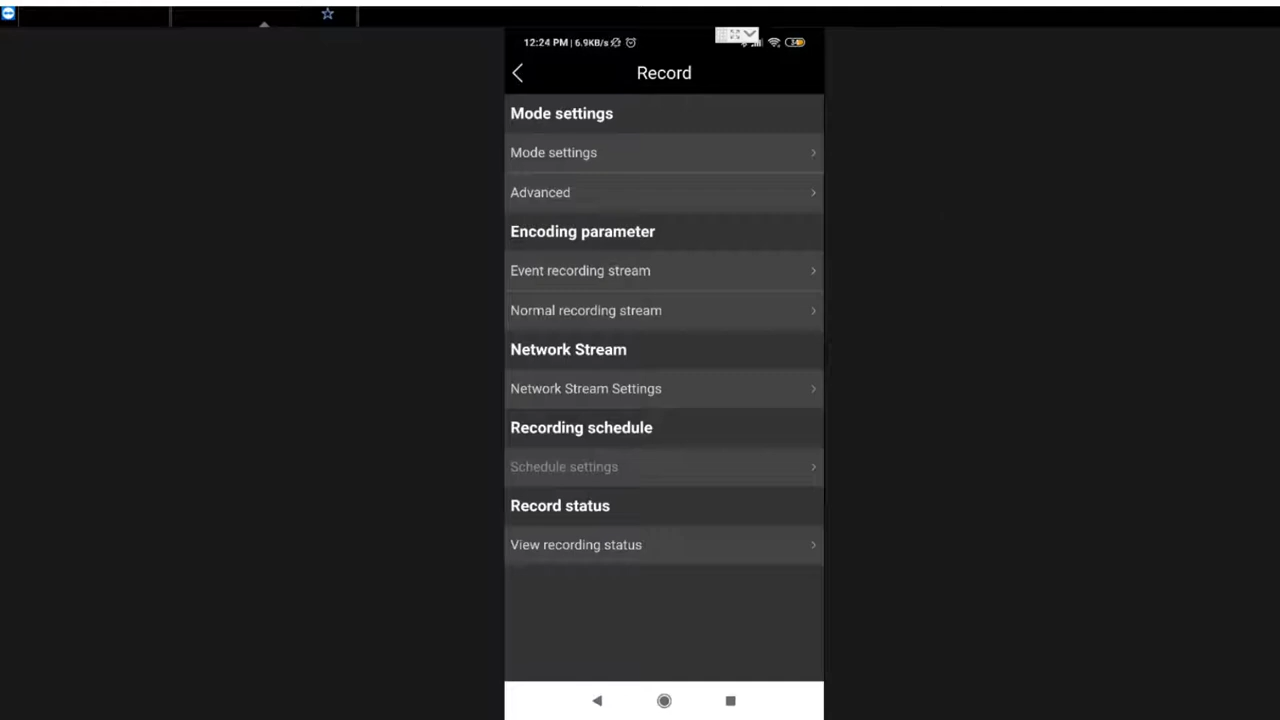 12:24 PM | 6.9KB/s
Record
Mode settings
Mode settings
Advanced
Encoding parameter
Event recording stream
Normal recording stream
Network Stream
Network Stream Settings
Recording schedule
Schedule settings
Record status
View recording status